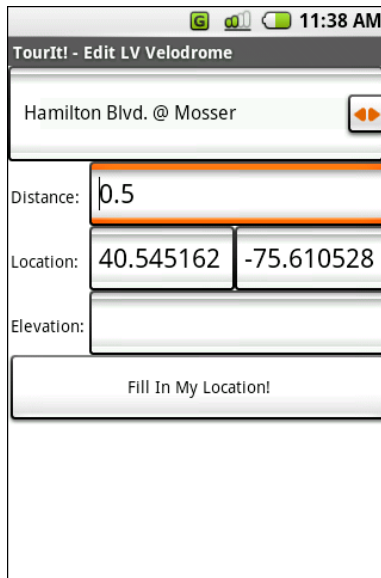 G 11:38 AM
TourIt! - Edit LV Velodrome
Hamilton Blvd. @ Mosser
Distance: 0.5
Location: 40.545162 -75.610528
Elevation:
Fill In My Location!